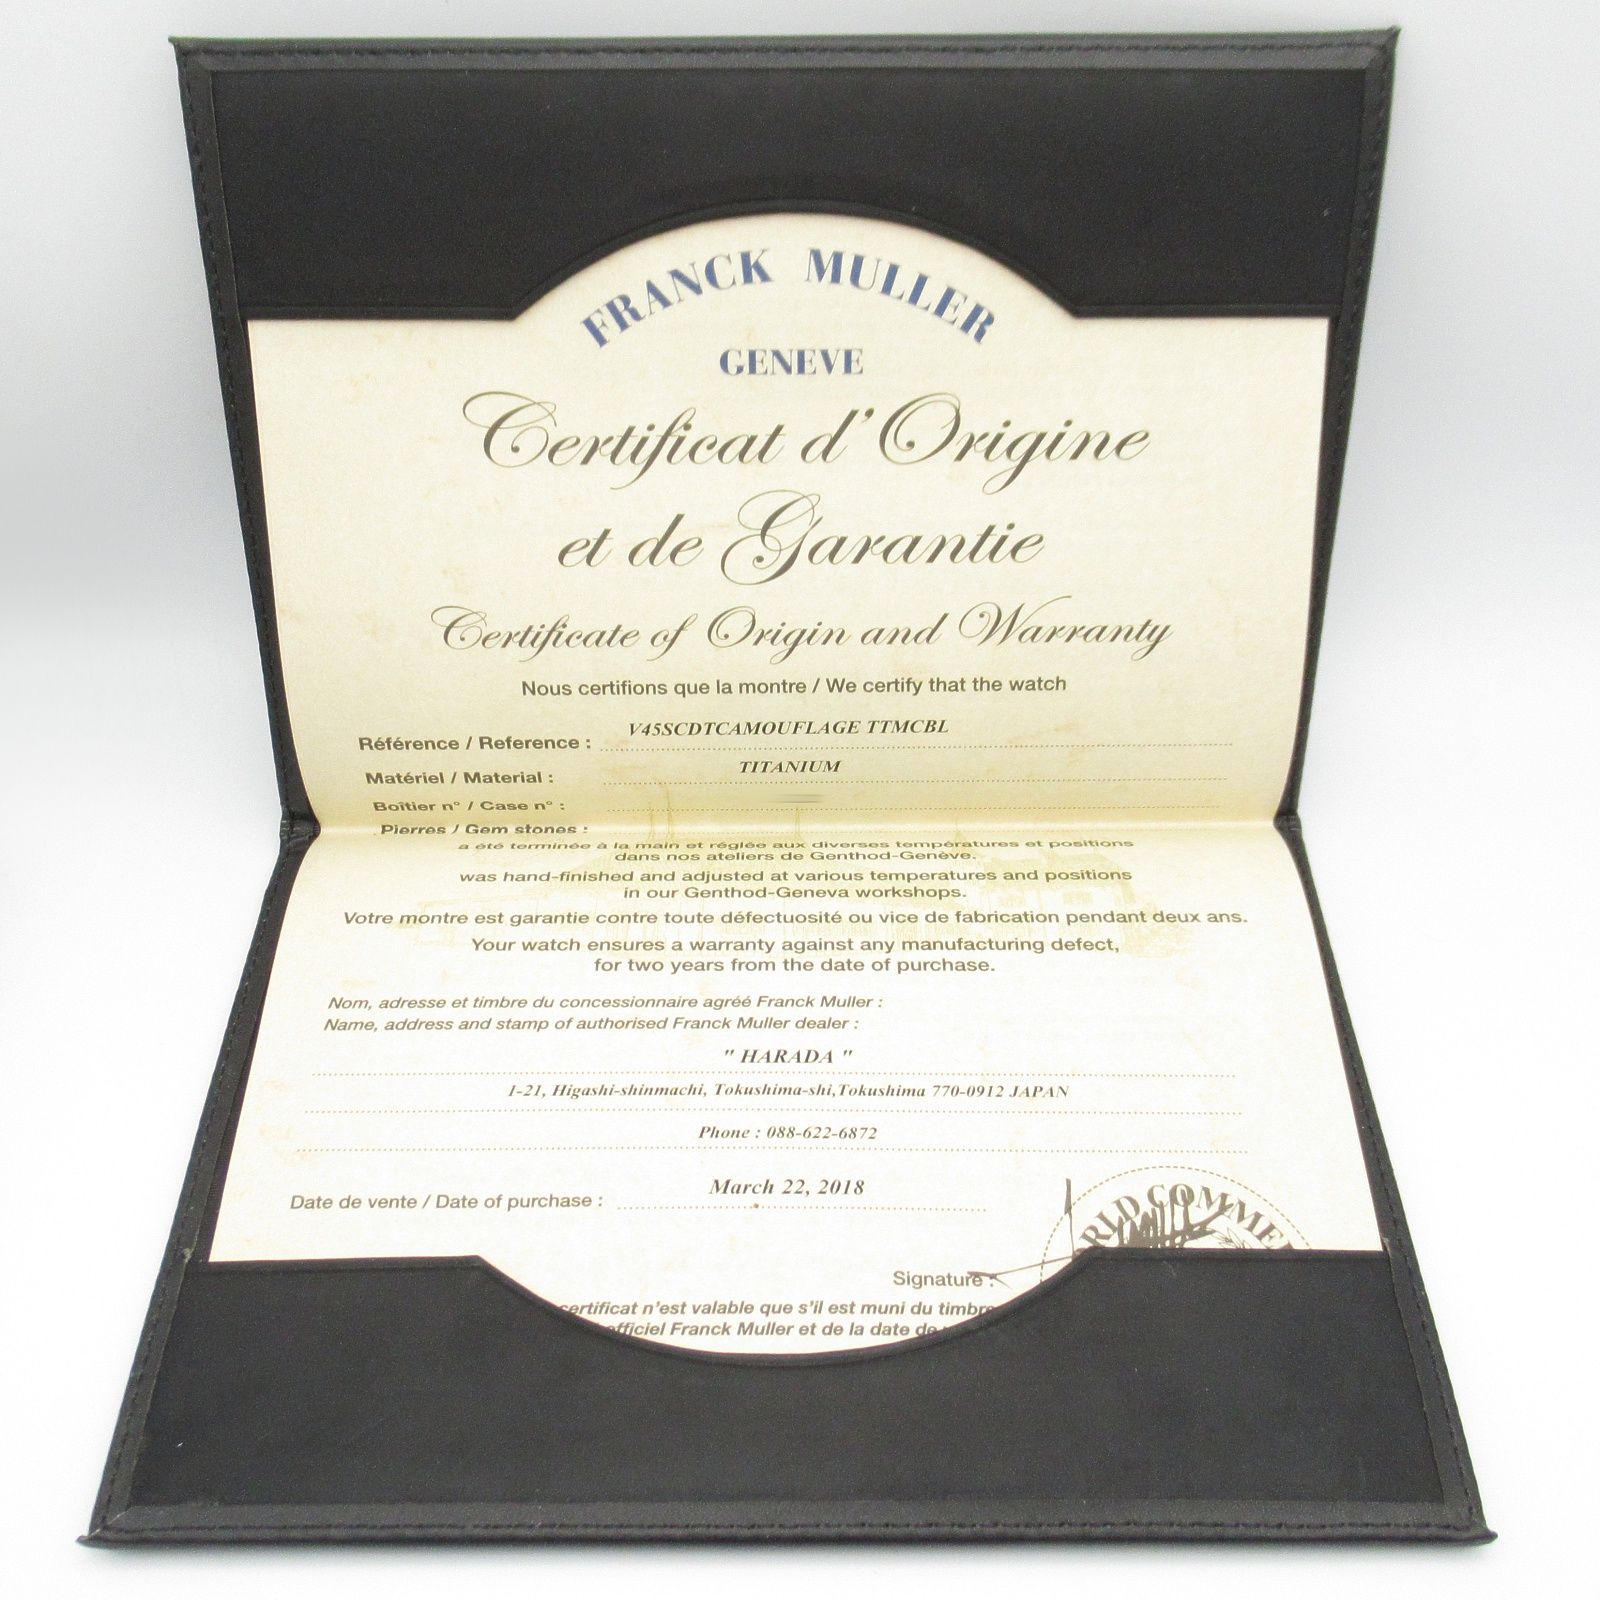 FRANCK MULLER
GENEVE
Certificat d'Origine
et de Garantie
Certificate of Origin and Warranty
Nous certifions que la montre / We certify that the watch
Référence / Reference : V45SCDTCAMOUFLAGE TTMCBL
Matériel / Material : TITANIUM
Boîtier n° / Case n° :
Pierres / Gem stones :
a été terminée à la main et réglée aux diverses températures et positions
dans nos ateliers de Genthod-Genève.
was hand-finished and adjusted at various temperatures and positions
in our Genthod-Geneva workshops.
Votre montre est garantie contre toute défectuosité ou vice de fabrication pendant deux ans.
Your watch ensures a warranty against any manufacturing defect,
for two years from the date of purchase.
Nom, adresse et timbre du concessionnaire agréé Franck Muller :
Name, address and stamp of authorised Franck Muller dealer :
" HARADA "
1-21, Higashi-shinmachi, Tokushima-shi,Tokushima 770-0912 JAPAN
Phone : 088-622-6872
Date de vente / Date of purchase : March 22, 2018
RLD COMME
Signature :
certificat n'est valable que s'il est muni du timbre
officiel Franck Muller et de la date de